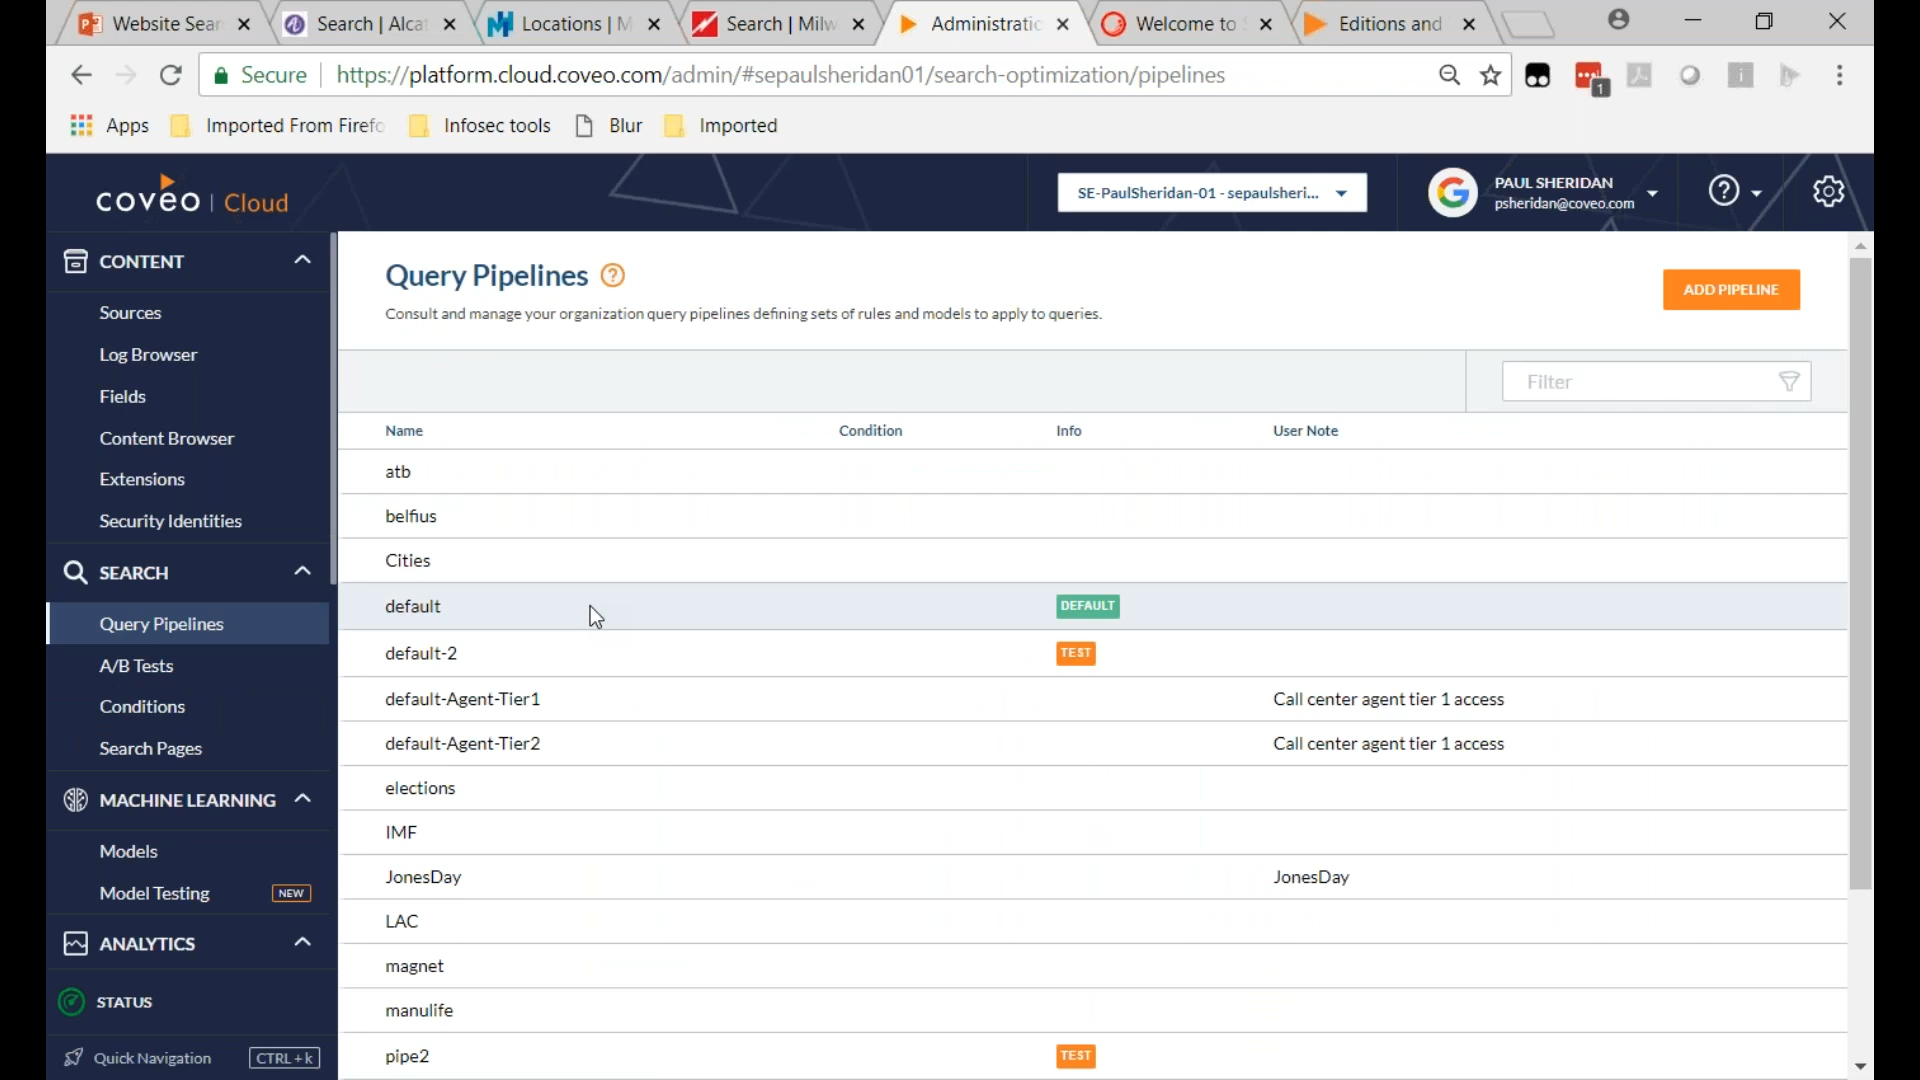 Website Sear
Search | Alcat
Locations | M
Search | Milw
Administratic
Welcome to S
Editions and
Secure
https://platform.cloud.coveo.com/admin/#sepaulsheridan01/search-optimization/pipelines
1
Apps
Imported From Firefo
Infosec tools
Blur
Imported
coveo | Cloud
SE-PaulSheridan-01 - sepaulsheri...
PAUL SHERIDAN
psheridan@coveo.com
CONTENT
Sources
Log Browser
Fields
Content Browser
Extensions
Security Identities
SEARCH
Query Pipelines
A/B Tests
Conditions
Search Pages
MACHINE LEARNING
Models
Model Testing NEW
ANALYTICS
STATUS
Quick Navigation CTRL + k
Query Pipelines ?
Consult and manage your organization query pipelines defining sets of rules and models to apply to queries.
ADD PIPELINE
Filter
Name Condition Info User Note
atb
belfius
Cities
default DEFAULT
default-2 TEST
default-Agent-Tier1 Call center agent tier 1 access
default-Agent-Tier2 Call center agent tier 1 access
elections
IMF
JonesDay JonesDay
LAC
magnet
manulife
pipe2 TEST